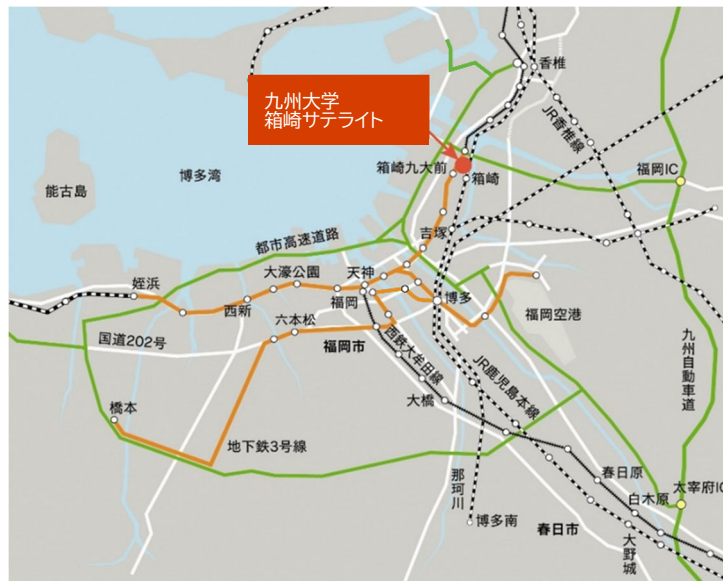 香椎
九州大学
箱崎サテライト
JR香椎線
箱崎九大前
箱崎
福岡IC
能古島
博多湾
吉塚
都市高速道路
姪浜
大濠公園
天神
西新
福岡
博多
福岡空港
六本松
国道202号
福岡市
西鉄大牟田線
JR鹿児島本線
九州自動車道
橋本
大橋
地下鉄3号線
那珂川
春日原
太宰府IC
白木原
博多南
春日市
大野城